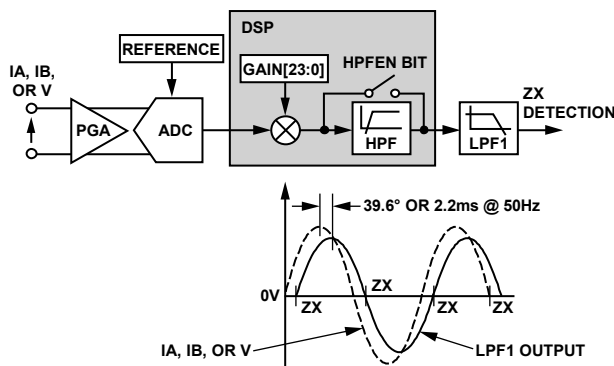 DSP
REFERENCE
HPFEN BIT
IA, IB,
OR V
GAIN[23:0]
ZX
DETECTION
PGA
ADC
HPF
LPF1
39.6° OR 2.2ms @ 50Hz
ZX
0V
ZX
ZX
ZX
IA, IB, OR V
LPF1 OUTPUT